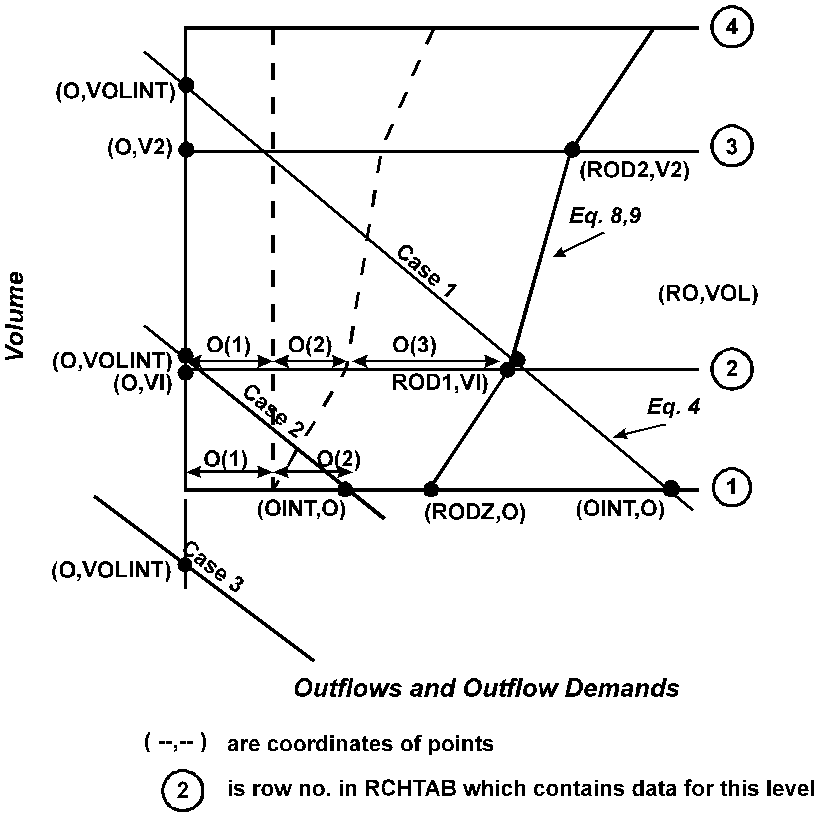 4
(O,VOLINT)
(O,V2)
3
(ROD2,V2)
Eq. 8,9
Case 1
(RO,VOL)
Volume
(O,VOLINT)
O(1)
O(2)
O(3)
(O,VI)
ROD1,VI)
2
Case 2
Eq. 4
O(1)
O(2)
1
(OINT,O)
(RODZ,O)
(OINT,O)
(O,VOLINT)
Case 3
Outflows and Outflow Demands
( --,-- ) are coordinates of points
2 is row no. in RCHTAB which contains data for this level